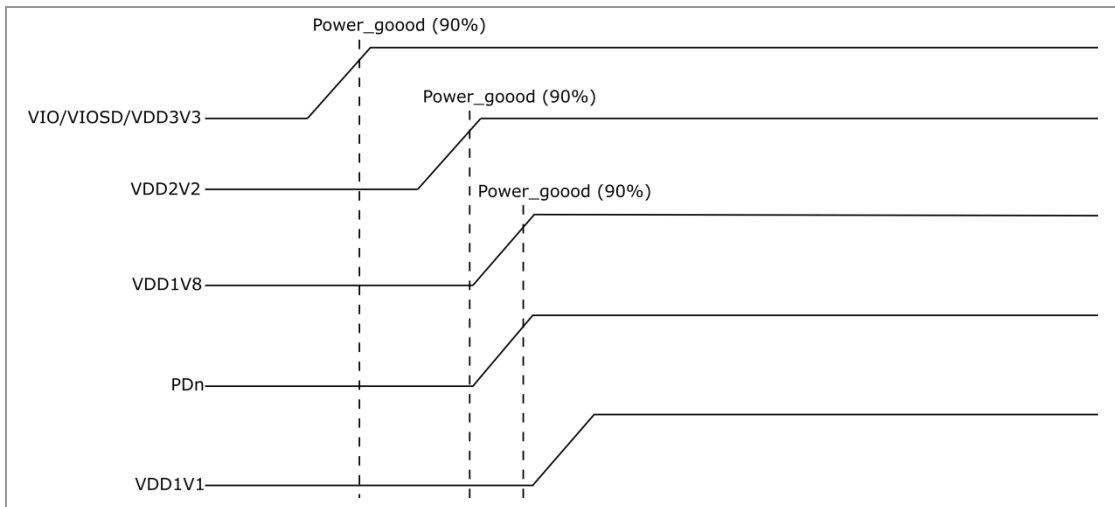 Power_goood (90%)
Power_goood (90%)
VIO/VIOSD/VDD3V3
VDD2V2
Power_goood (90%)
VDD1V8
PDn
VDD1V1